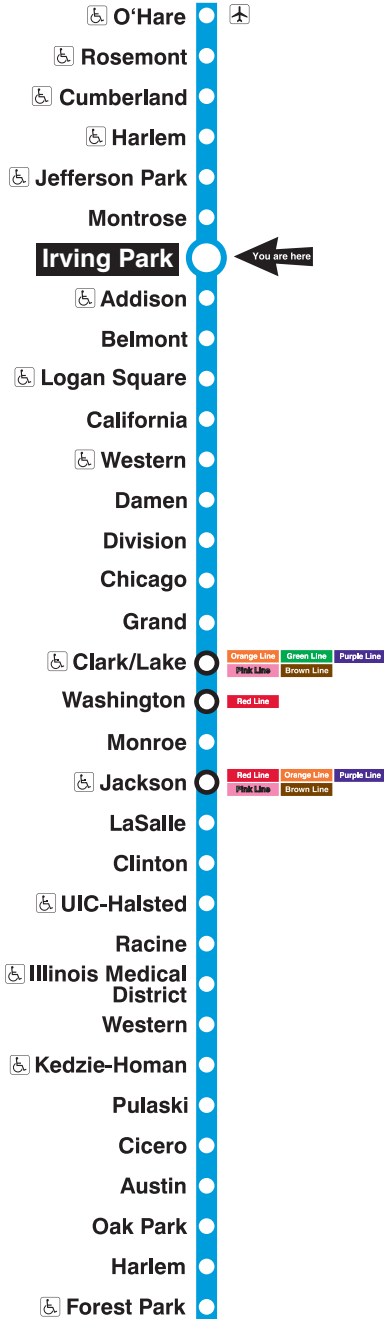 O‘Hare
Rosemont
Cumberland
Harlem
Jefferson Park
Montrose
Irving Park
You are here
Addison
Belmont
Logan Square
California
Western
Damen
Division
Chicago
Grand
Clark/Lake
Orange Line Green Line Purple Line
Pink Line Brown Line
Washington
Red Line
Monroe
Jackson
Red Line Orange Line Purple Line
Pink Line Brown Line
LaSalle
Clinton
UIC-Halsted
Racine
Illinois Medical
District
Western
Kedzie-Homan
Pulaski
Cicero
Austin
Oak Park
Harlem
Forest Park